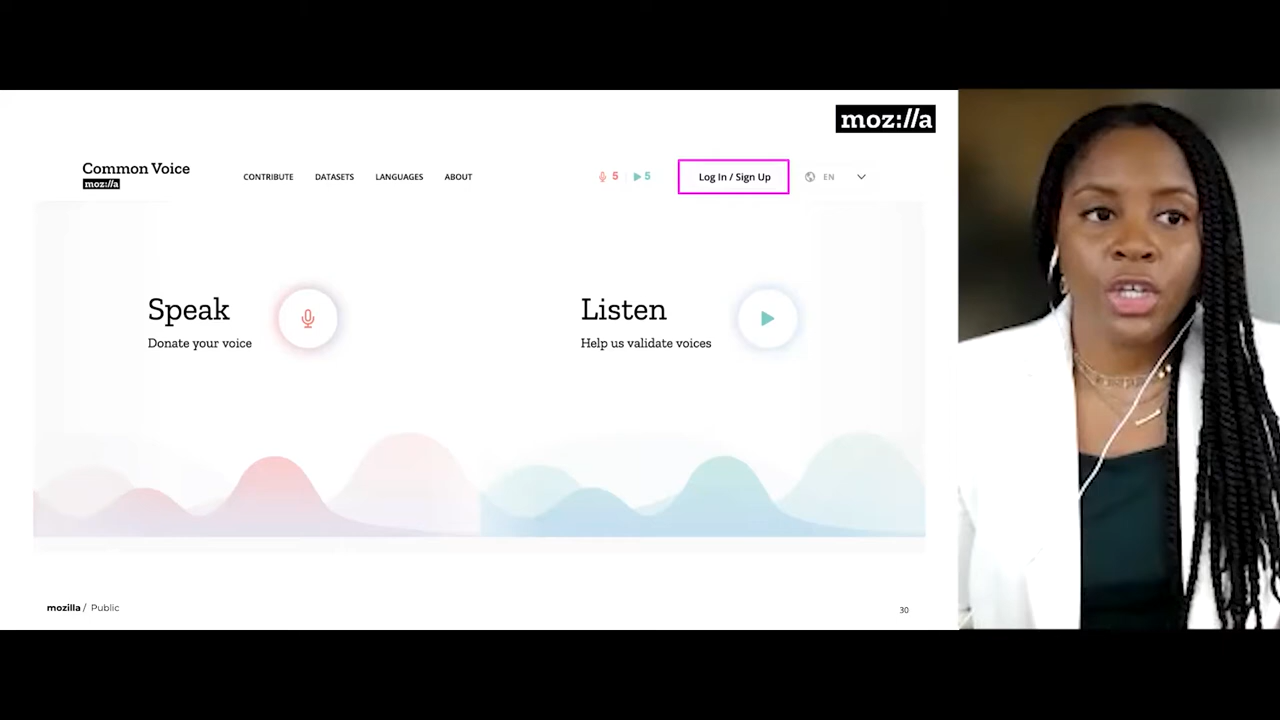 moz://a
Common Voice
moz://a
CONTRIBUTE DATASETS LANGUAGES ABOUT 5 5 Log In / Sign Up EN
Speak
Donate your voice
Listen
Help us validate voices
mozilla / Public
30